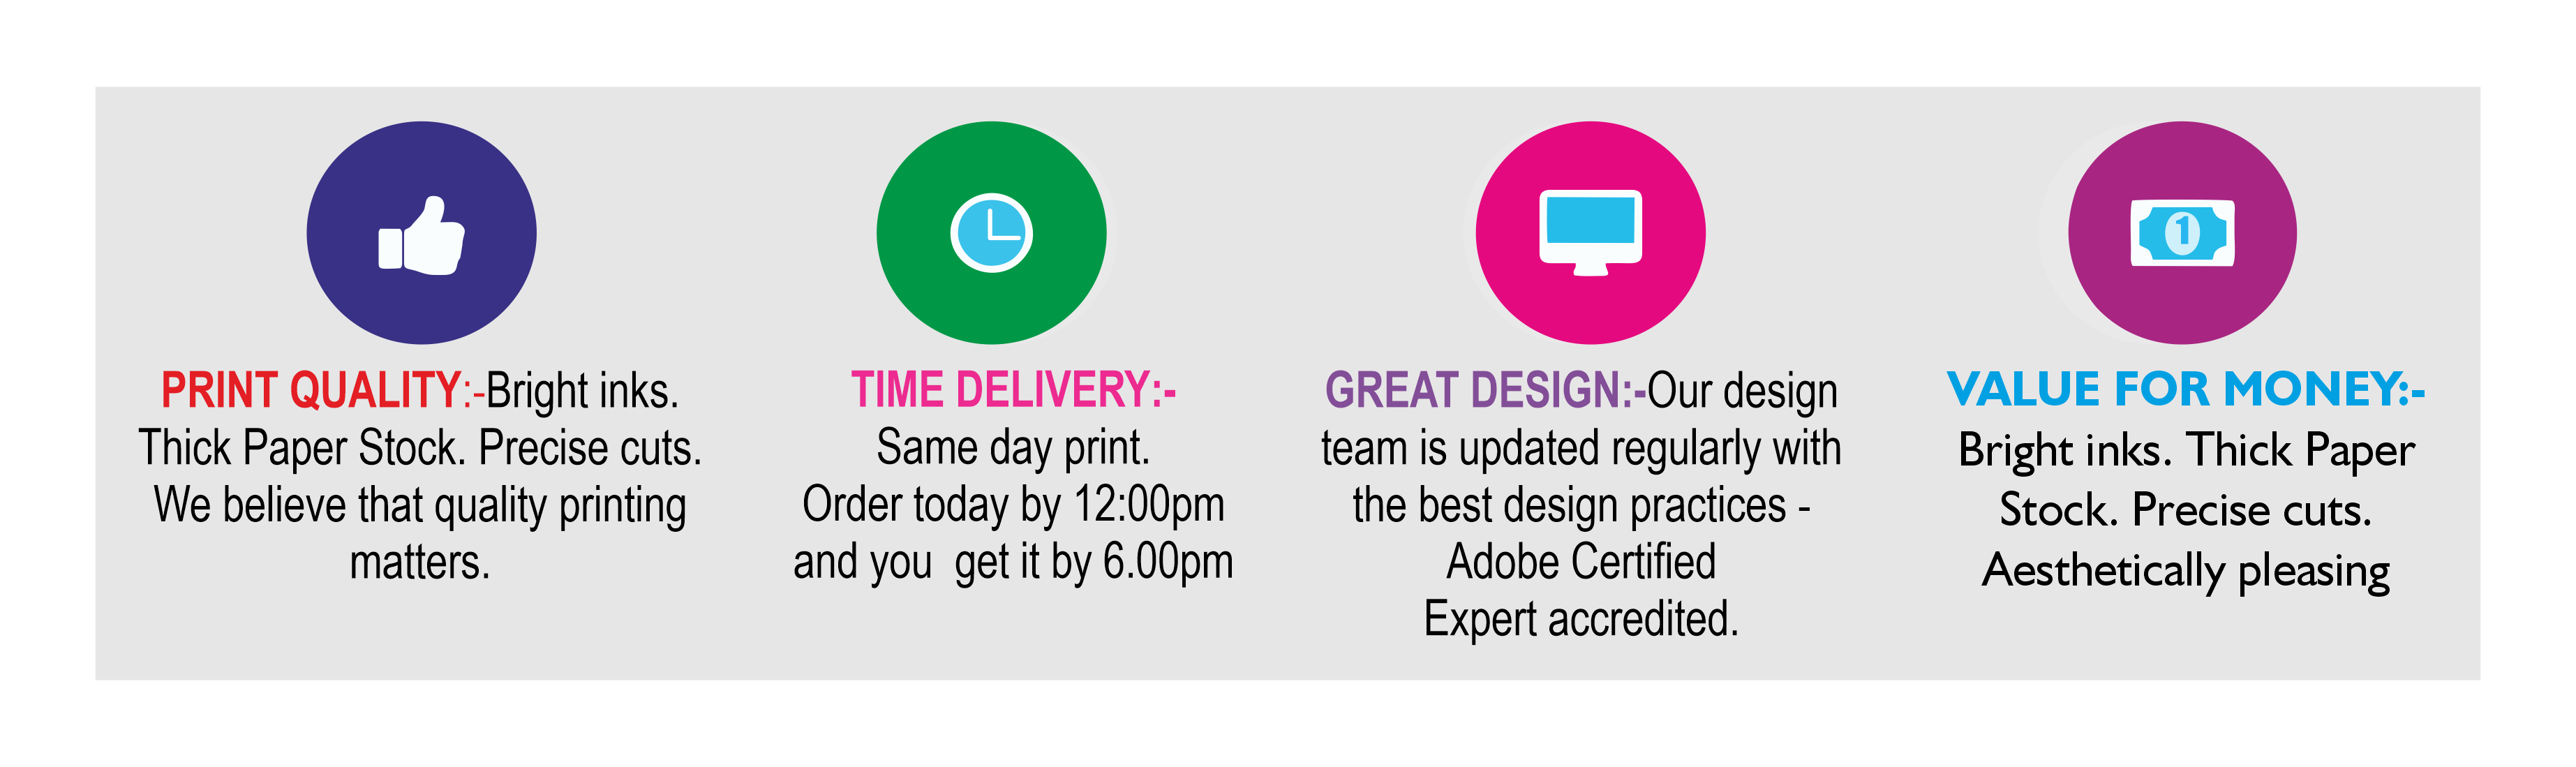 PRINT QUALITY:-Bright inks.
Thick Paper Stock. Precise cuts.
We believe that quality printing
matters.
TIME DELIVERY:-
Same day print.
Order today by 12:00pm
and you  get it by 6.00pm
GREAT DESIGN:-Our design
team is updated regularly with
the best design practices -
Adobe Certified
Expert accredited.
1
VALUE FOR MONEY:-
Bright inks. Thick Paper
Stock. Precise cuts.
Aesthetically pleasing